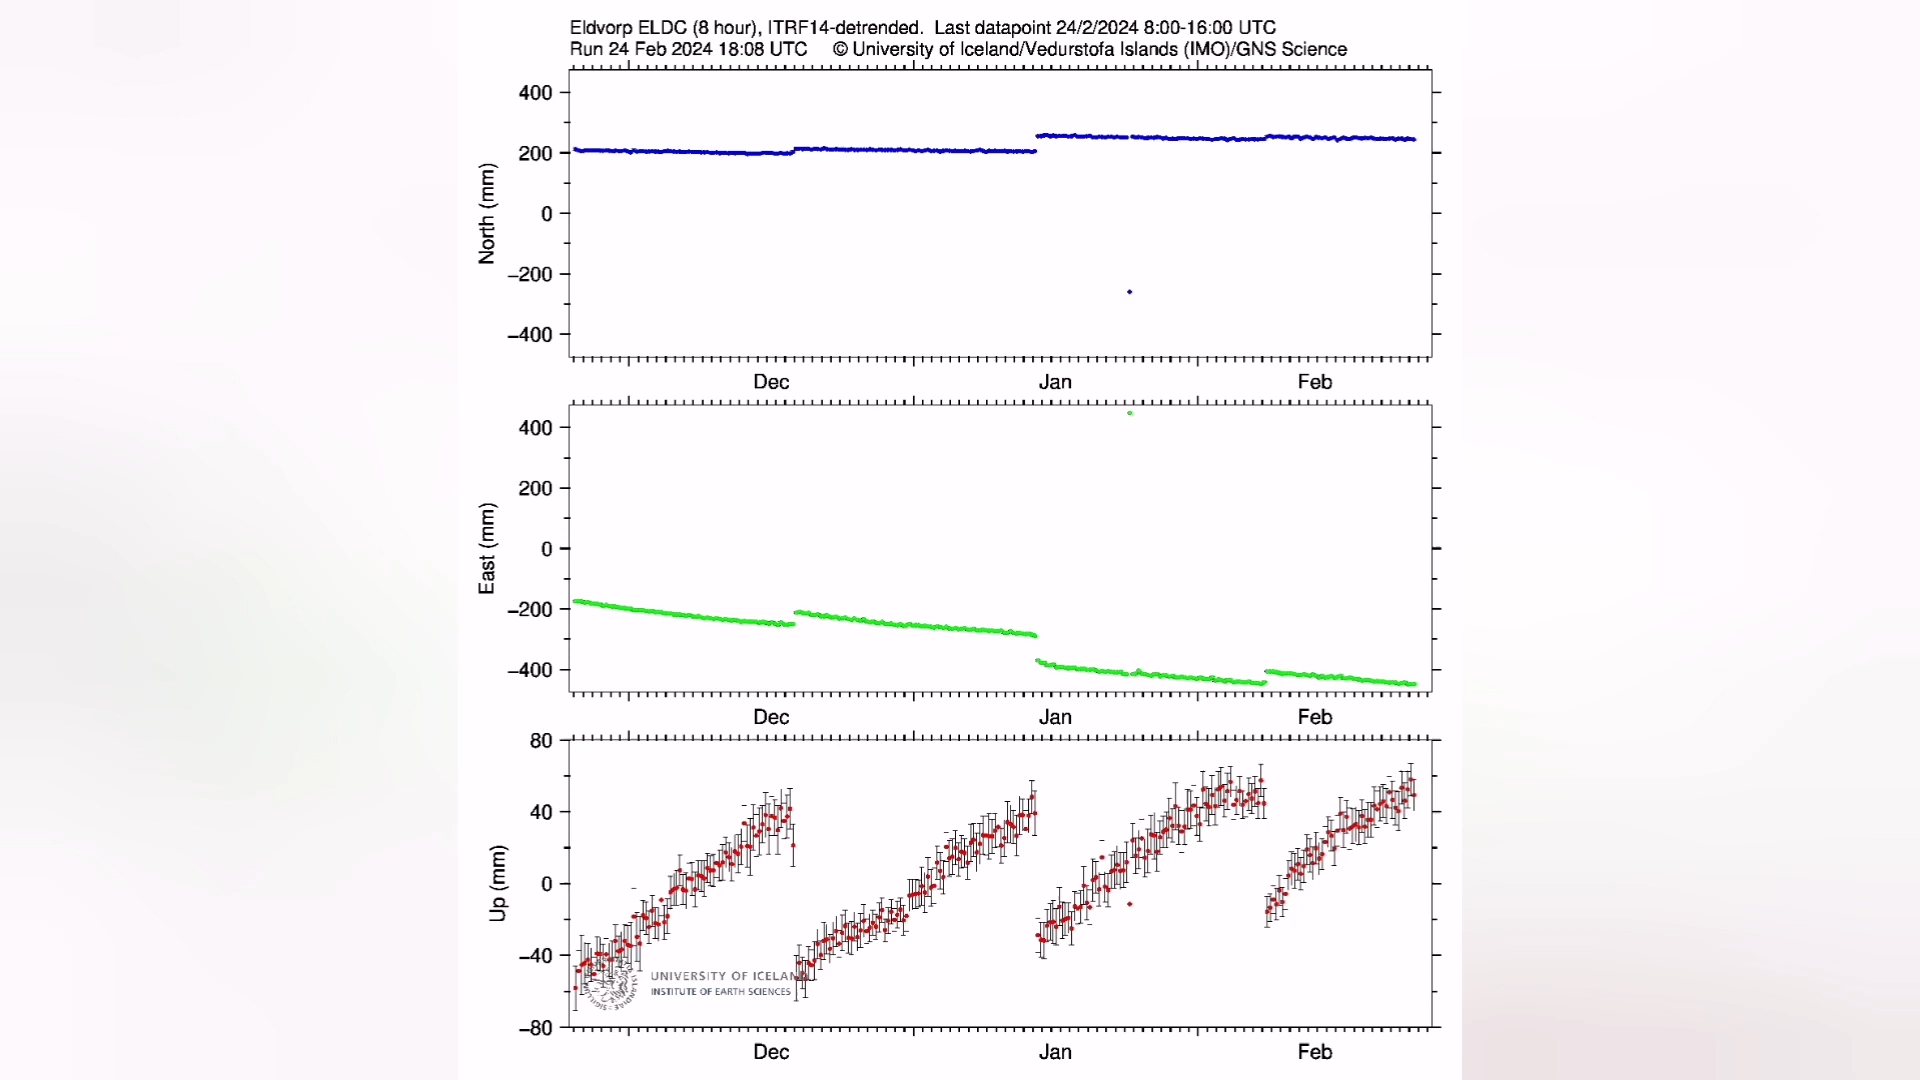 Eldvorp ELDC (8 hour), ITRF14-detrended. Last datapoint 24/2/2024 8:00-16:00 UTC
Run 24 Feb 2024 18:08 UTC © University of Iceland/Vedurstofa Islands (IMO)/GNS Science
400
200
0
−200
−400
North (mm)
Dec Jan Feb
400
200
0
−200
−400
East (mm)
Dec Jan Feb
80
40
0
−40
−80
Up (mm)
UNIVERSITY OF ICELAN
INSTITUTE OF EARTH SCIENCES
Dec Jan Feb